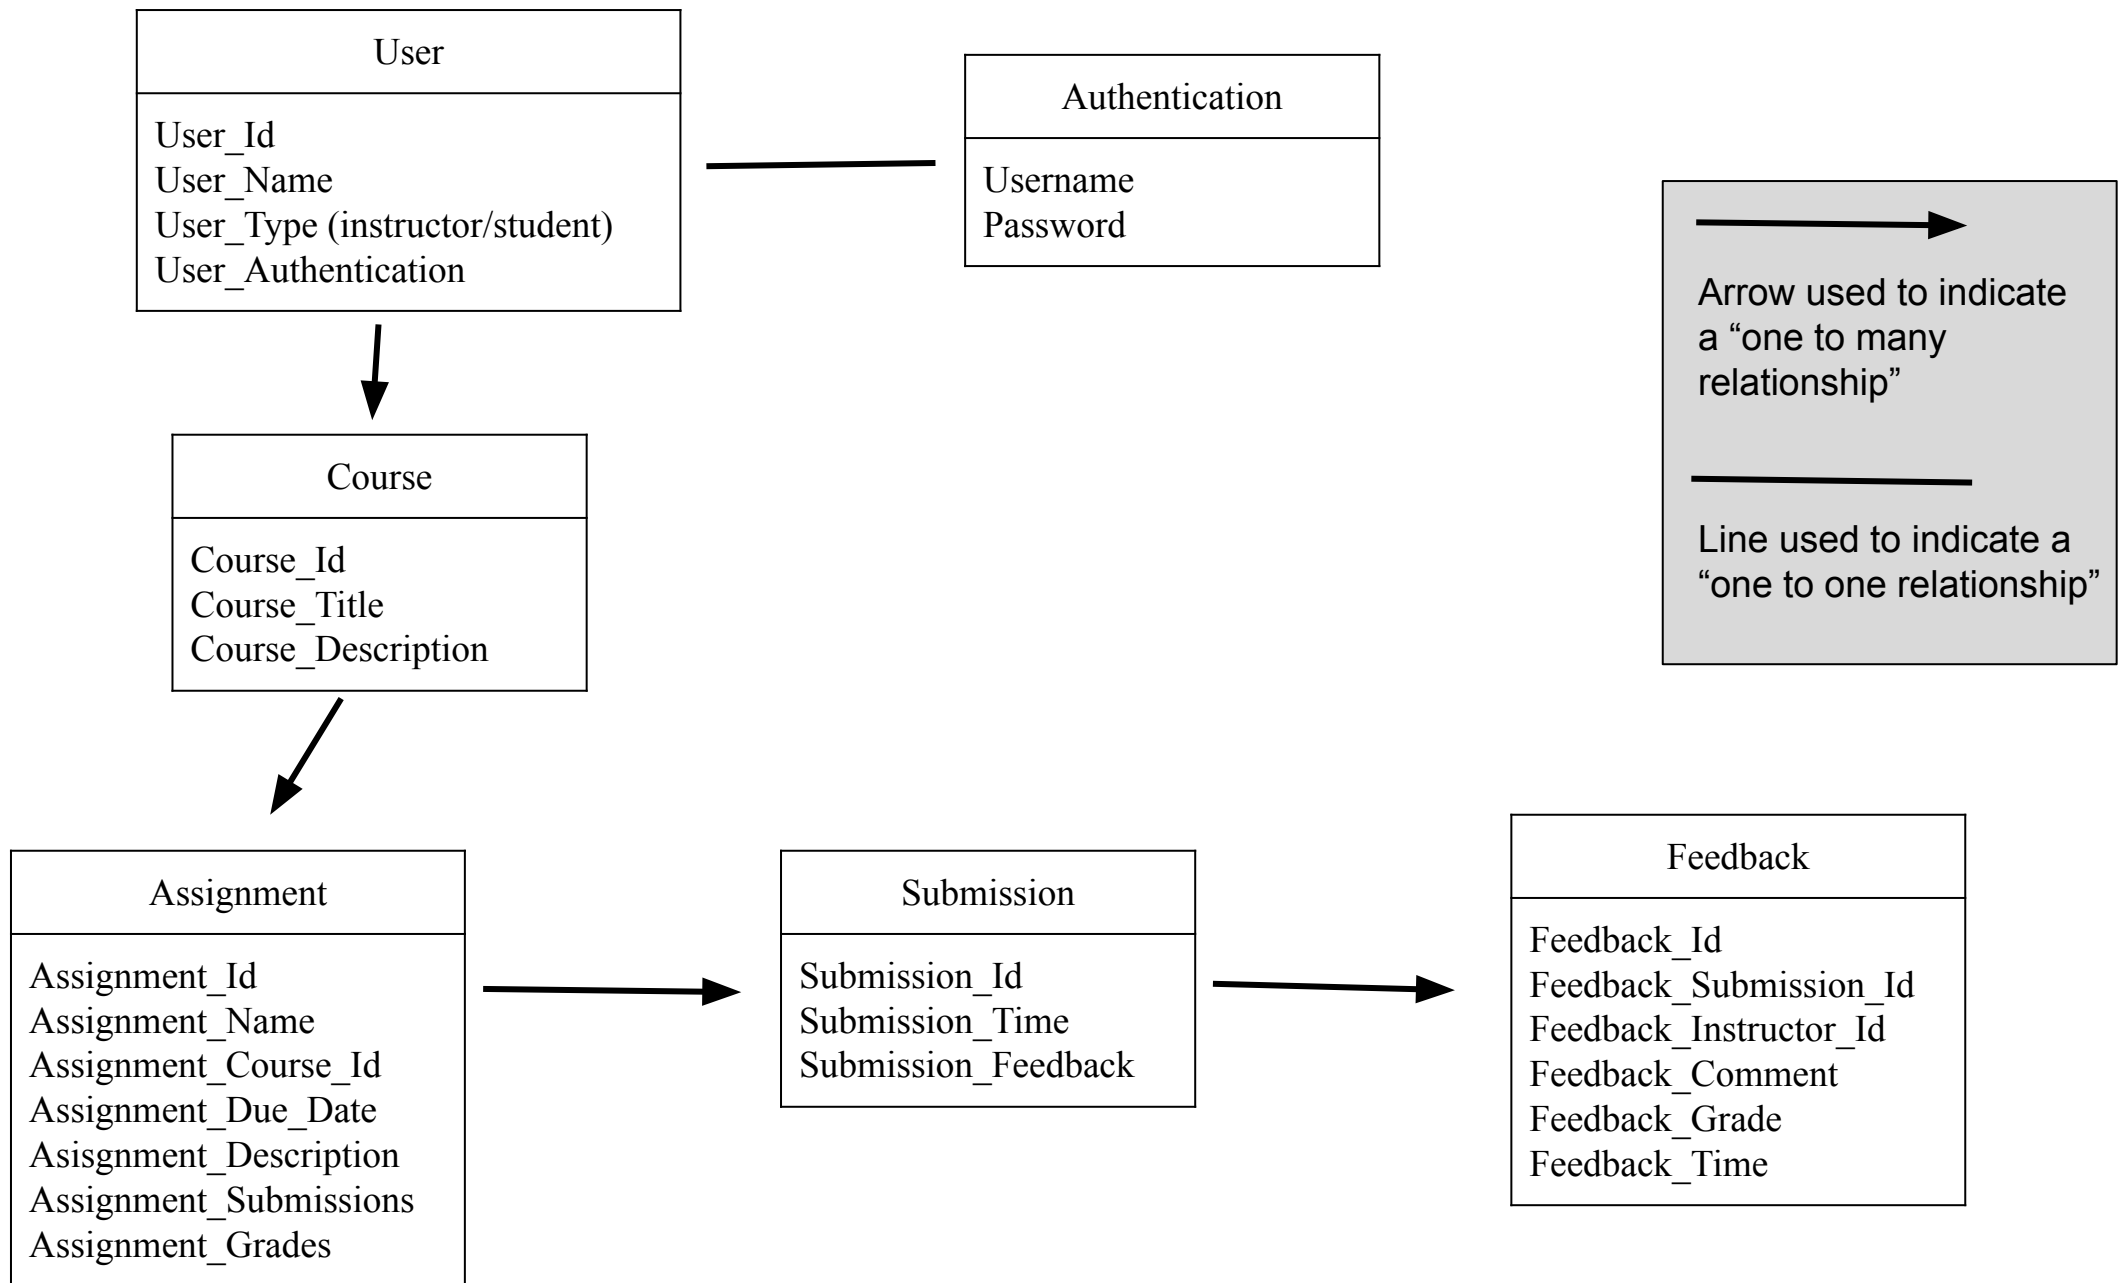 User
User_Id
User_Name
User_Type (instructor/student)
User_Authentication
Authentication
Username
Password
Arrow used to indicate
a “one to many
relationship”
Line used to indicate a
“one to one relationship”
Course
Course_Id
Course_Title
Course_Description
Assignment
Assignment_Id
Assignment_Name
Assignment_Course_Id
Assignment_Due_Date
Asisgnment_Description
Assignment_Submissions
Assignment_Grades
Submission
Submission_Id
Submission_Time
Submission_Feedback
Feedback
Feedback_Id
Feedback_Submission_Id
Feedback_Instructor_Id
Feedback_Comment
Feedback_Grade
Feedback_Time